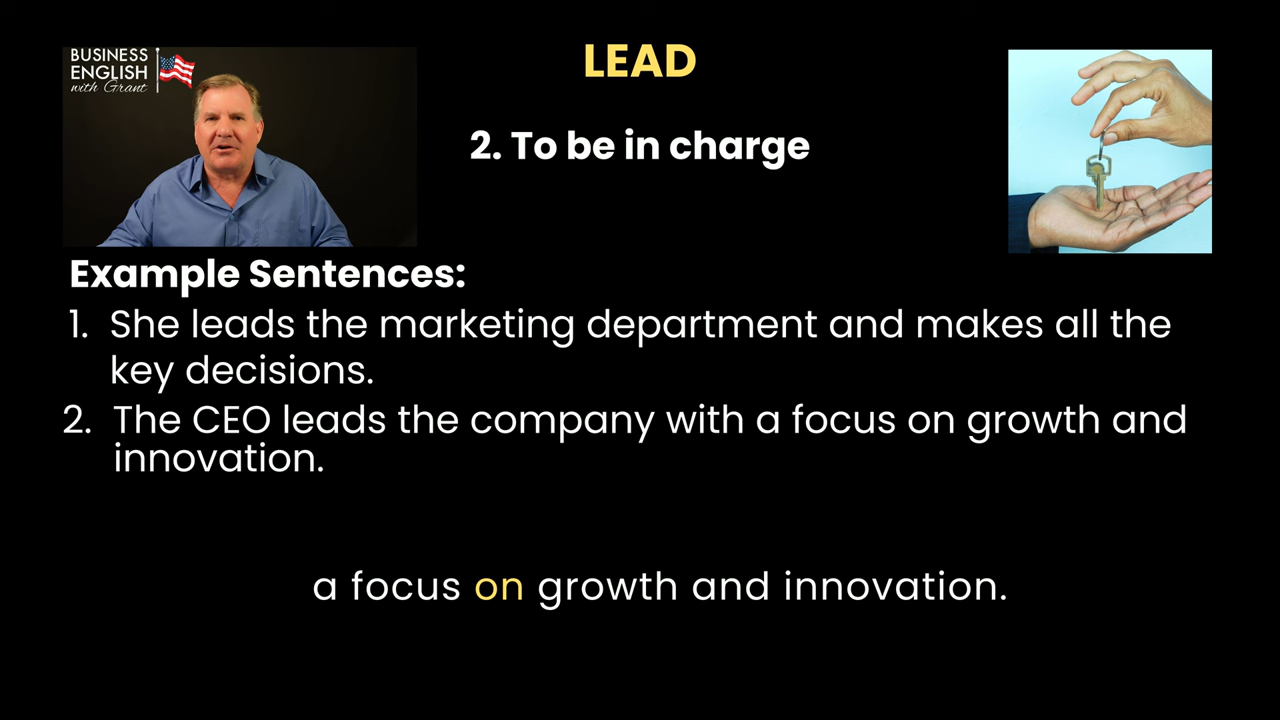 BUSINESS
ENGLISH
with Grant
LEAD
2. To be in charge
Example Sentences:
1. She leads the marketing department and makes all the
key decisions.
2. The CEO leads the company with a focus on growth and
innovation.
a focus on growth and innovation.